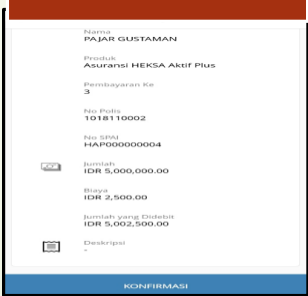 Nama
PAJAR GUSTAMAN
Produk
Asuransi HEKSA Aktif Plus
Pembayaran Ke
3
No Polis
1018110002
No SPAI
HAP000000004
Jumlah
IDR 5,000,000.00
Biaya
IDR 2,500.00
Jumlah yang Didebit
IDR 5,002,500.00
Deskripsi
-
KONFIRMASI